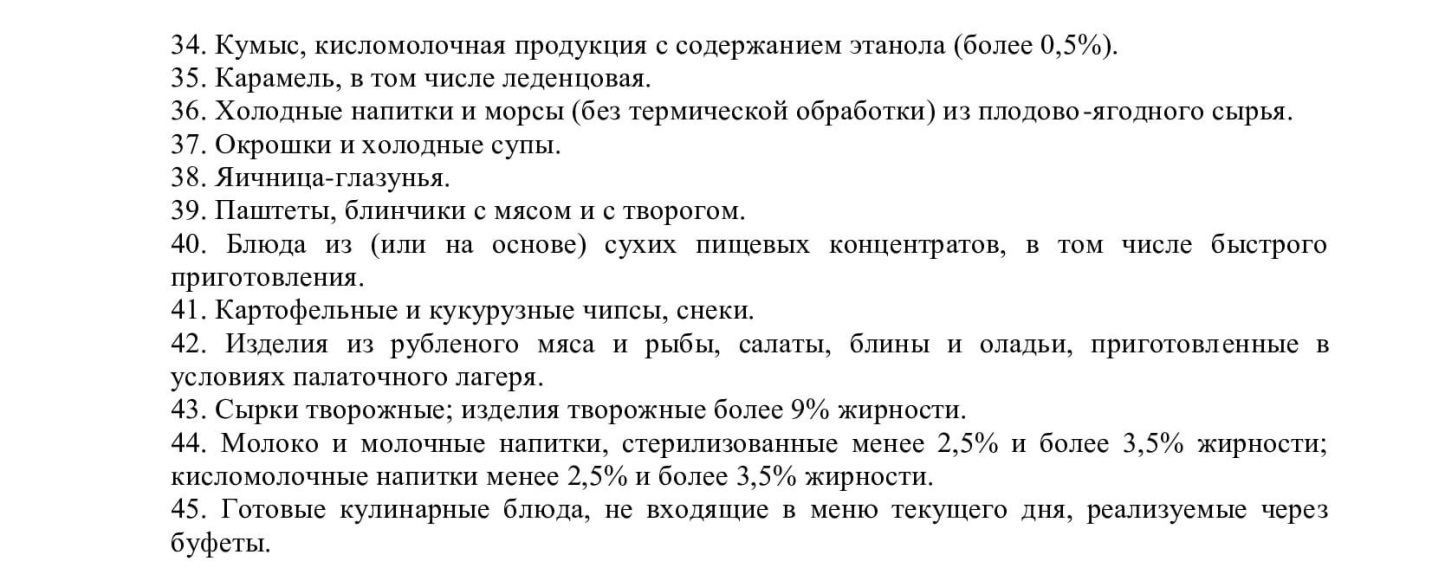 34. Кумыс, кисломолочная продукция с содержанием этанола (более 0,5%).
35. Карамель, в том числе леденцовая.
36. Холодные напитки и морсы (без термической обработки) из плодово-ягодного сырья.
37. Окрошки и холодные супы.
38. Яичница-глазунья.
39. Паштеты, блинчики с мясом и с творогом.
40. Блюда из (или на основе) сухих пищевых концентратов, в том числе быстрого
приготовления.
41. Картофельные и кукурузные чипсы, снеки.
42. Изделия из рубленого мяса и рыбы, салаты, блины и оладьи, приготовленные в
условиях палаточного лагеря.
43. Сырки творожные; изделия творожные более 9% жирности.
44. Молоко и молочные напитки, стерилизованные менее 2,5% и более 3,5% жирности;
кисломолочные напитки менее 2,5% и более 3,5% жирности.
45. Готовые кулинарные блюда, не входящие в меню текущего дня, реализуемые через
буфеты.